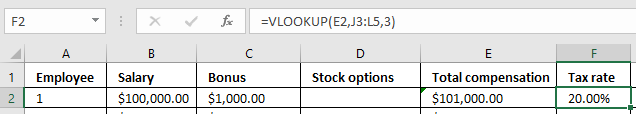 F2 fx =VLOOKUP(E2,J3:L5,3)
A B C D E F
1 Employee Salary Bonus Stock options Total compensation Tax rate
2 1 $100,000.00 $1,000.00 $101,000.00 20.00%